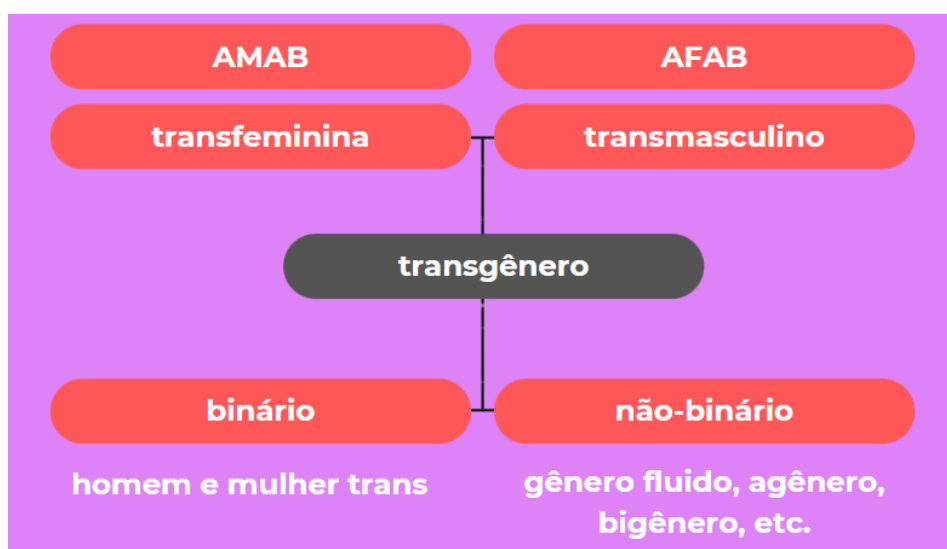 AMAB
AFAB
transfeminina
transmasculino
transgênero
binário
não-binário
homem e mulher trans
gênero fluido, agênero,
bigênero, etc.